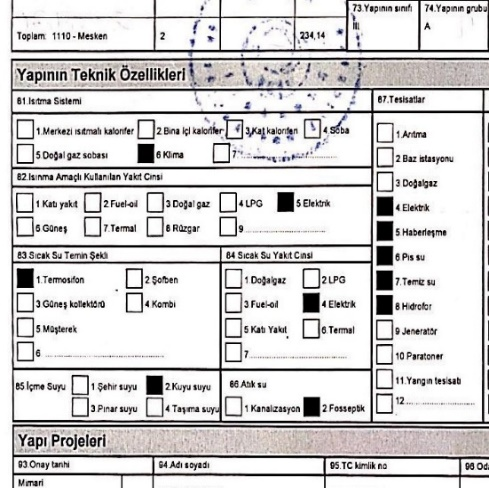 73.Yapının sınıfı 74.Yapının grubu
III A
Toplam: 1110 - Mesken 2 234,14
Yapının Teknik Özellikleri
81.Isıtma Sistemi
1.Merkezi ısıtmalı kalorifer 2.Bina İçi kalorifer 3.Kat kaloriferi 4.Soba
5.Doğal gaz sobası 6 Klima 7
82.Isınma Amaçlı Kullanılan Yakıt Cinsi
1 Katı yakıt 2.Fuel-oil 3.Doğal gaz 4 LPG 5 Elektrik
6 Güneş 7.Termal 8 Rüzgar 9
83 Sıcak Su Temin Şekli
1.Termosifon 2 Şofben
3 Güneş kollektörü 4 Kombi
5 Müşterek
6
84 Sıcak Su Yakıt Cinsi
1 Doğalgaz 2 LPG
3 Fuel-oil 4 Elektrik
5 Katı Yakıt 6.Termal
7
85 İçme Suyu 1.Şehir suyu 2.Kuyu suyu
3.Pınar suyu 4 Taşıma suyu
86 Atık su
1 Kanalizasyon 2 Fosseptik
87.Tesisatlar
1.Arıtma
2 Baz istasyonu
3 Doğalgaz
4 Elektrik
5 Haberleşme
6 Pis su
7.Temiz su
8 Hidrofor
9 Jeneratör
10 Paratoner
11.Yangın tesisatı
12
Yapı Projeleri
93.Onay tarihi 94.Adı soyadı 95.TC kimlik no 96 Oda
Mimari